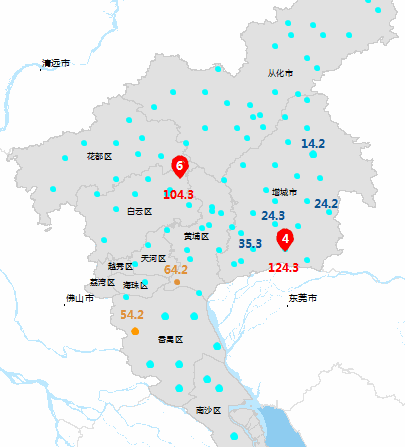 清远市
从化市
14.2
花都区
6
104.3
增城市
24.2
白云区
24.3
黄埔区
4
35.3
天河区
越秀区
64.2
124.3
荔湾区
海珠区
佛山市
东莞市
54.2
番禺区
南沙区